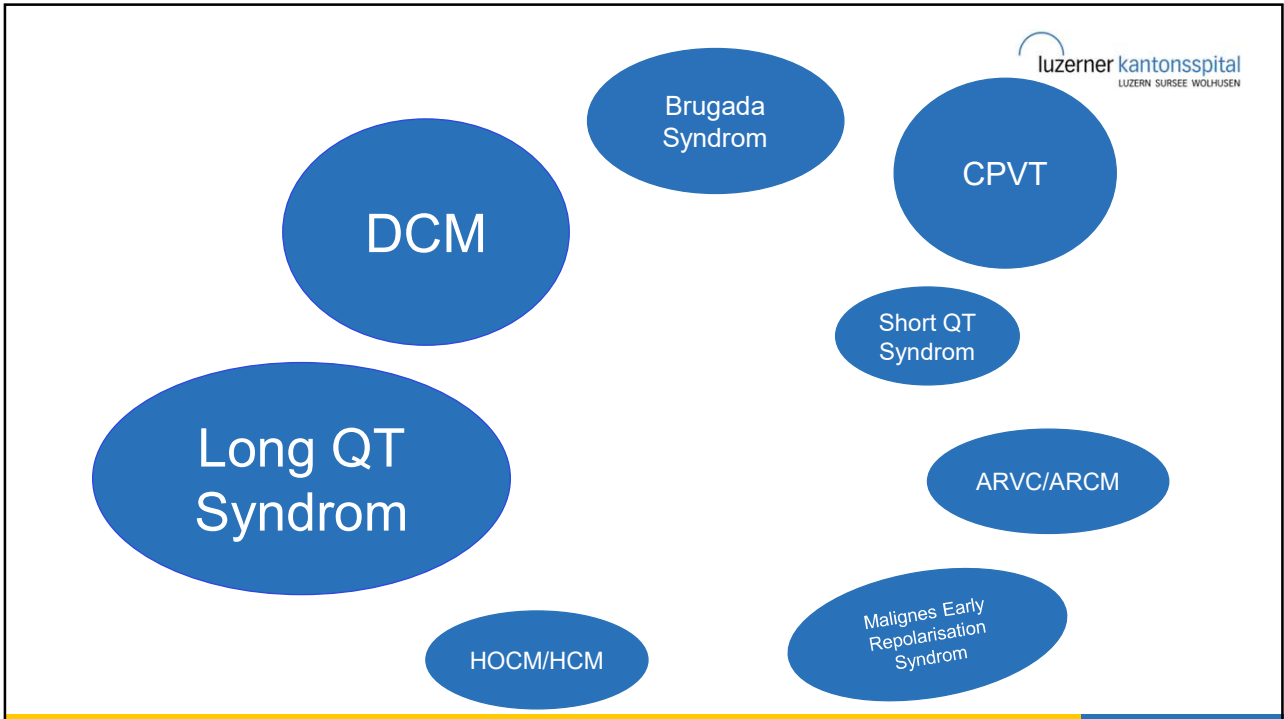 luzerner kantonsspital
LUZERN SURSEE WOLHUSEN
Brugada
Syndrom
CPVT
DCM
Short QT
Syndrom
Long QT
Syndrom
ARVC/ARCM
Malignes Early
Repolarisation
Syndrom
HOCM/HCM